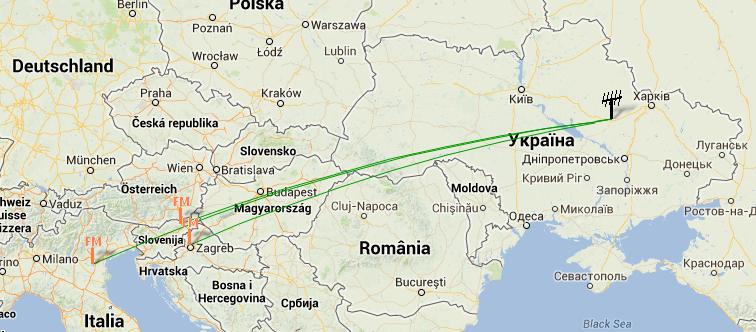 Polska
Warszawa
Poznań
Łódź
Lublin
Wrocław
Deutschland
Praha
Kraków
Київ
Харків
Česká republika
Україна
Slovensko
Луганськ
München
Wien
Bratislava
Дніпропетровськ
Донецьк
Österreich
Budapest
Кривий Ріг
Запоріжжя
Vaduz
FM
Magyarország
Cluj-Napoca
Moldova
Chișinău
Миколаїв
Ростов-на-Д
FM
Одеса
FM
Slovenija
Zagreb
România
Milano
Hrvatska
Краснодар
Bosna i
Hercegovina
București
Севастополь
Србија
Italia
Black Sea